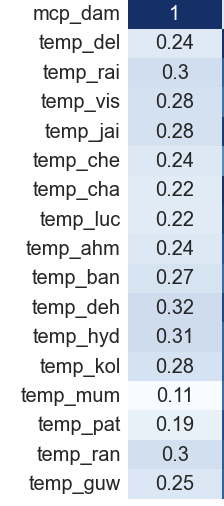 mcp_dam 1
temp_del 0.24
temp_rai 0.3
temp_vis 0.28
temp_jai 0.28
temp_che 0.24
temp_cha 0.22
temp_luc 0.22
temp_ahm 0.24
temp_ban 0.27
temp_deh 0.32
temp_hyd 0.31
temp_kol 0.28
temp_mum 0.11
temp_pat 0.19
temp_ran 0.3
temp_guw 0.25